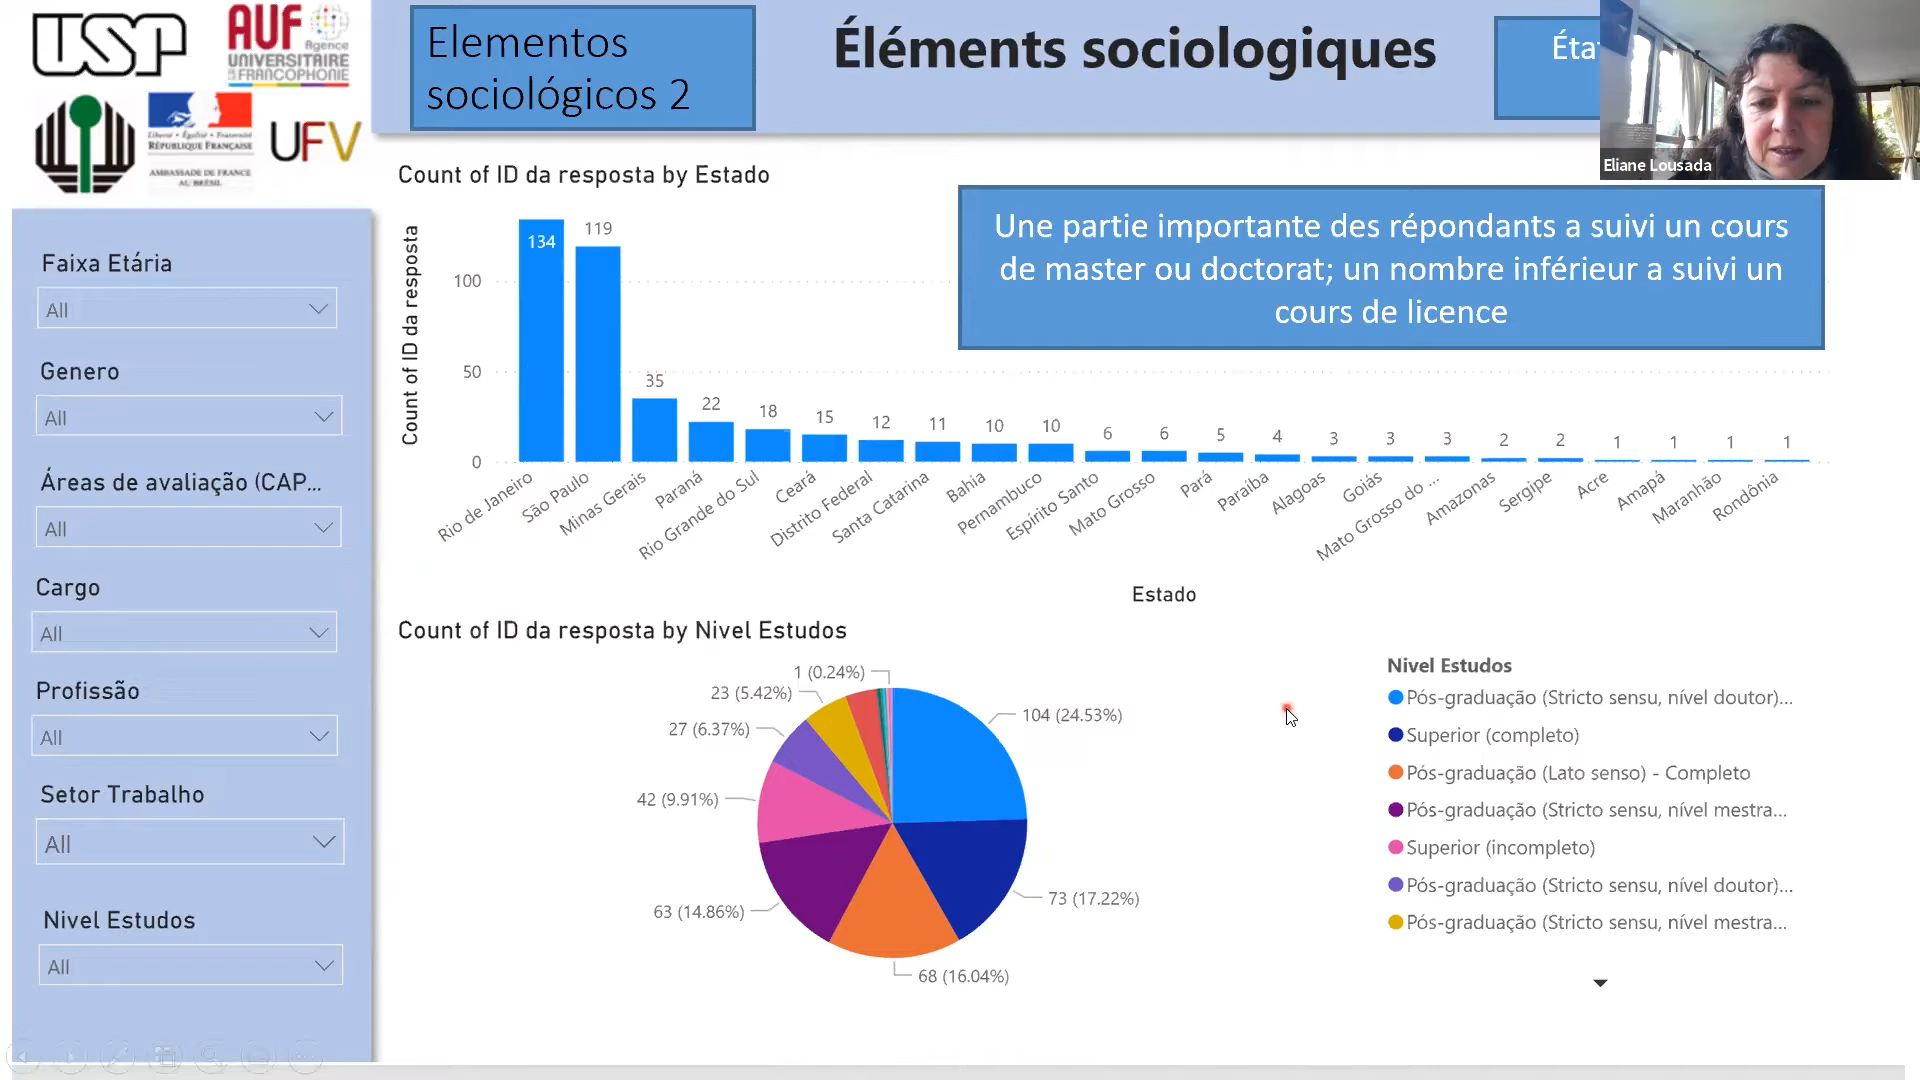 USP
AUF
Agence
UNIVERSITAIRE
DE LA FRANCOPHONIE
Liberté • Égalité • Fraternité
RÉPUBLIQUE FRANÇAISE
AMBASSADE DE FRANCE
AU BRÉSIL
UFV
Elementos
sociológicos 2
Éléments sociologiques
Eliane Lousada
Faixa Etária
All
Genero
All
Áreas de avaliação (CAP...
All
Cargo
All
Profissão
All
Setor Trabalho
All
Nivel Estudos
All
Count of ID da resposta by Estado
Une partie importante des répondants a suivi un cours
de master ou doctorat; un nombre inférieur a suivi un
cours de licence
Count of ID da resposta
100
50
0
134
119
35
22
18
15
12
11
10
10
6
6
5
4
3
3
3
2
2
1
1
1
1
Rio de Janeiro
São Paulo
Minas Gerais
Paraná
Rio Grande do Sul
Ceará
Distrito Federal
Santa Catarina
Bahia
Pernambuco
Espírito Santo
Mato Grosso
Pará
Paraíba
Alagoas
Goiás
Mato Grosso do ...
Amazonas
Sergipe
Acre
Amapá
Maranhão
Rondônia
Estado
Count of ID da resposta by Nivel Estudos
1 (0.24%)
23 (5.42%)
27 (6.37%)
42 (9.91%)
63 (14.86%)
68 (16.04%)
73 (17.22%)
104 (24.53%)
Nivel Estudos
Pós-graduação (Stricto sensu, nível doutor)...
Superior (completo)
Pós-graduação (Lato senso) - Completo
Pós-graduação (Stricto sensu, nível mestra...
Superior (incompleto)
Pós-graduação (Stricto sensu, nível doutor)...
Pós-graduação (Stricto sensu, nível mestra...